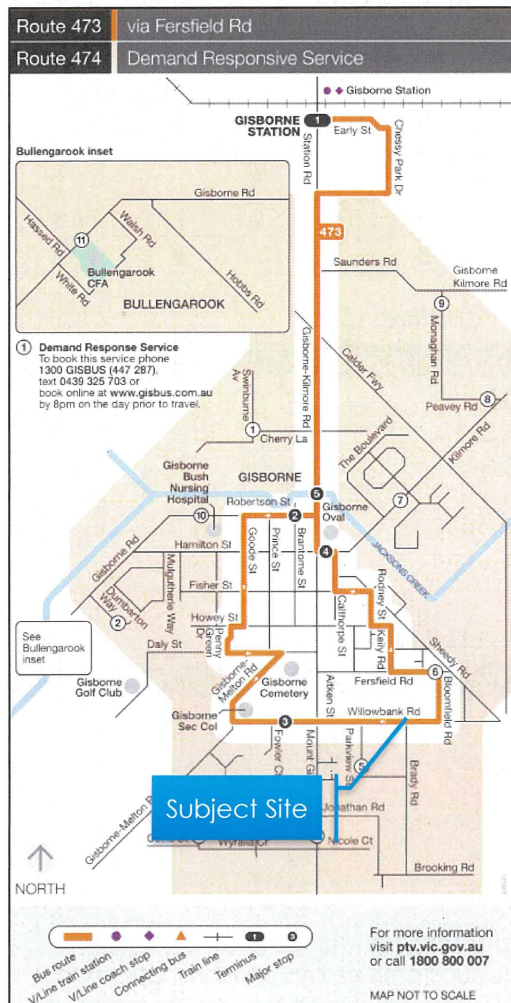 Route 473 via Fersfield Rd
Route 474 Demand Responsive Service
Gisborne Station
GISBORNE
STATION
1
Early St
Chessy Park Dr
Station Rd
Bullengarook inset
Gisborne Rd
Walsh Rd
11
Hassed Rd
Bullengarook
CFA
White Rd
Hobbs Rd
BULLENGAROOK
473
Saunders Rd
Gisborne
Kilmore Rd
9
Monaghan Rd
8
Peavey Rd
Kilmore Rd
1 Demand Response Service
To book this service phone
1300 GISBUS (447 287),
text 0439 325 703 or
book online at www.gisbus.com.au
by 8pm on the day prior to travel.
Gisborne-Kilmore Rd
Calder Fwy
Swinburne
Av
1
Cherry La
The Boulevard
Gisborne
Bush
Nursing
Hospital
GISBORNE
5
Gisborne
Oval
7
Robertson St
2
10
4
JACKSONS CREEK
Gisborne Rd
Hamilton St
Goode St
Prince St
Brantome St
Fisher St
Mulgutherie Way
Dumbarton
Way
2
Howey St
Calthorpe St
Rodney St
Kelly Rd
Sheedy Rd
Penny
Green
Dr
Daly St
See
Bullengarook
inset
Gisborne
Golf Club
Gisborne-
Melton Rd
Gisborne
Cemetery
Aitken St
Fersfield Rd
6
Bloomfield Rd
Willowbank Rd
Gisborne
Sec Col
3
Fowler C
Mount Gi
Parkview S
5
Brady Rd
Subject Site
Gisborne-Melton R
Jonathan Rd
Wyralla Cr
Nicole Ct
Brooking Rd
NORTH
Bus route
V/Line train station
V/Line coach stop
Connecting bus
Train line
1
Terminus
3
Major stop
For more information
visit ptv.vic.gov.au
or call 1800 800 007
MAP NOT TO SCALE